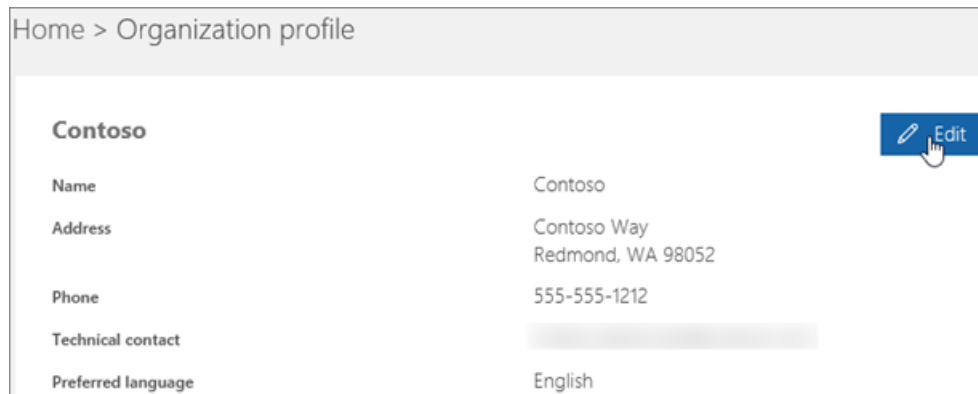 Home > Organization profile
Contoso
Edit
Name Contoso
Address Contoso Way
Redmond, WA 98052
Phone 555-555-1212
Technical contact
Preferred language English